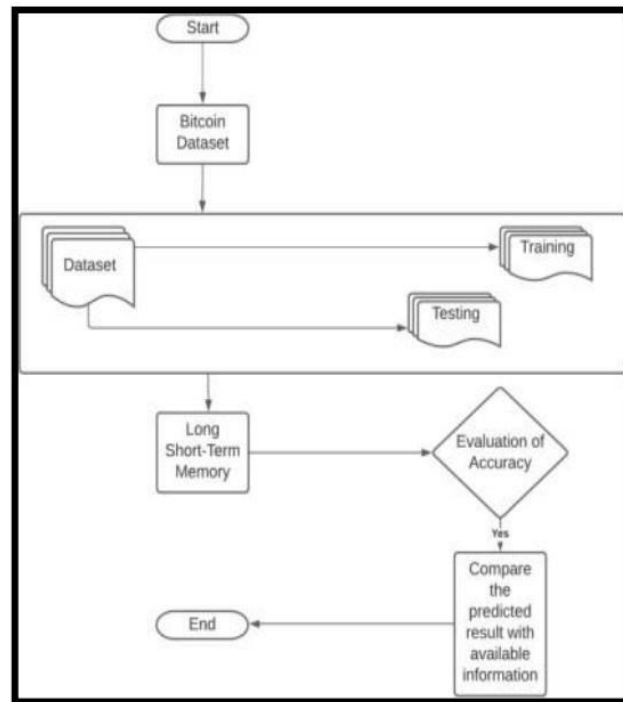 Start
Bitcoin
Dataset
Dataset
Training
Testing
Long
Short-Term
Memory
Evaluation of
Accuracy
Yes
Compare
the
predicted
result with
available
information
End